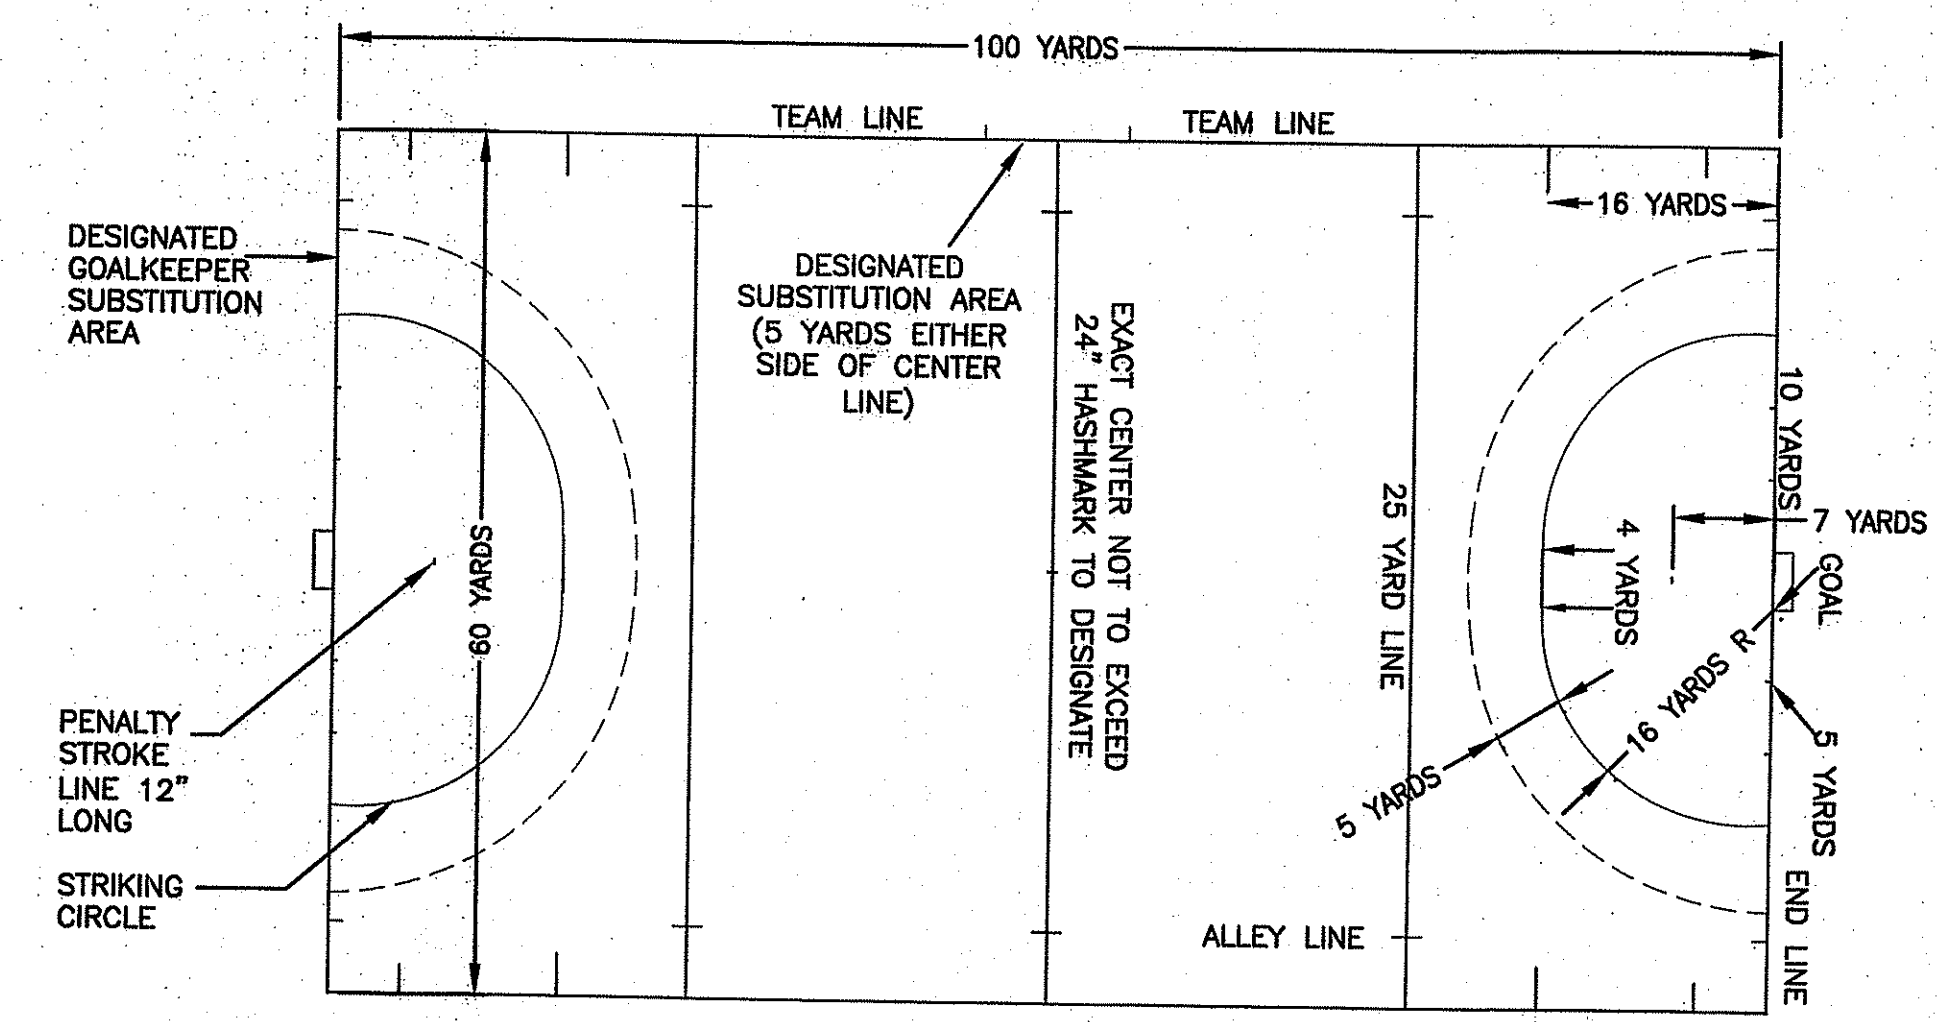 100 YARDS
TEAM LINE
TEAM LINE
16 YARDS
DESIGNATED
GOALKEEPER
SUBSTITUTION
AREA
DESIGNATED
SUBSTITUTION AREA
(5 YARDS EITHER
SIDE OF CENTER
LINE)
EXACT CENTER NOT TO EXCEED
24" HASHMARK TO DESIGNATE
10 YARDS
25 YARD LINE
4 YARDS
7 YARDS
GOAL
60 YARDS
16 YARDS R
5 YARDS
5 YARDS
PENALTY
STROKE
LINE 12"
LONG
STRIKING
CIRCLE
ALLEY LINE
END LINE